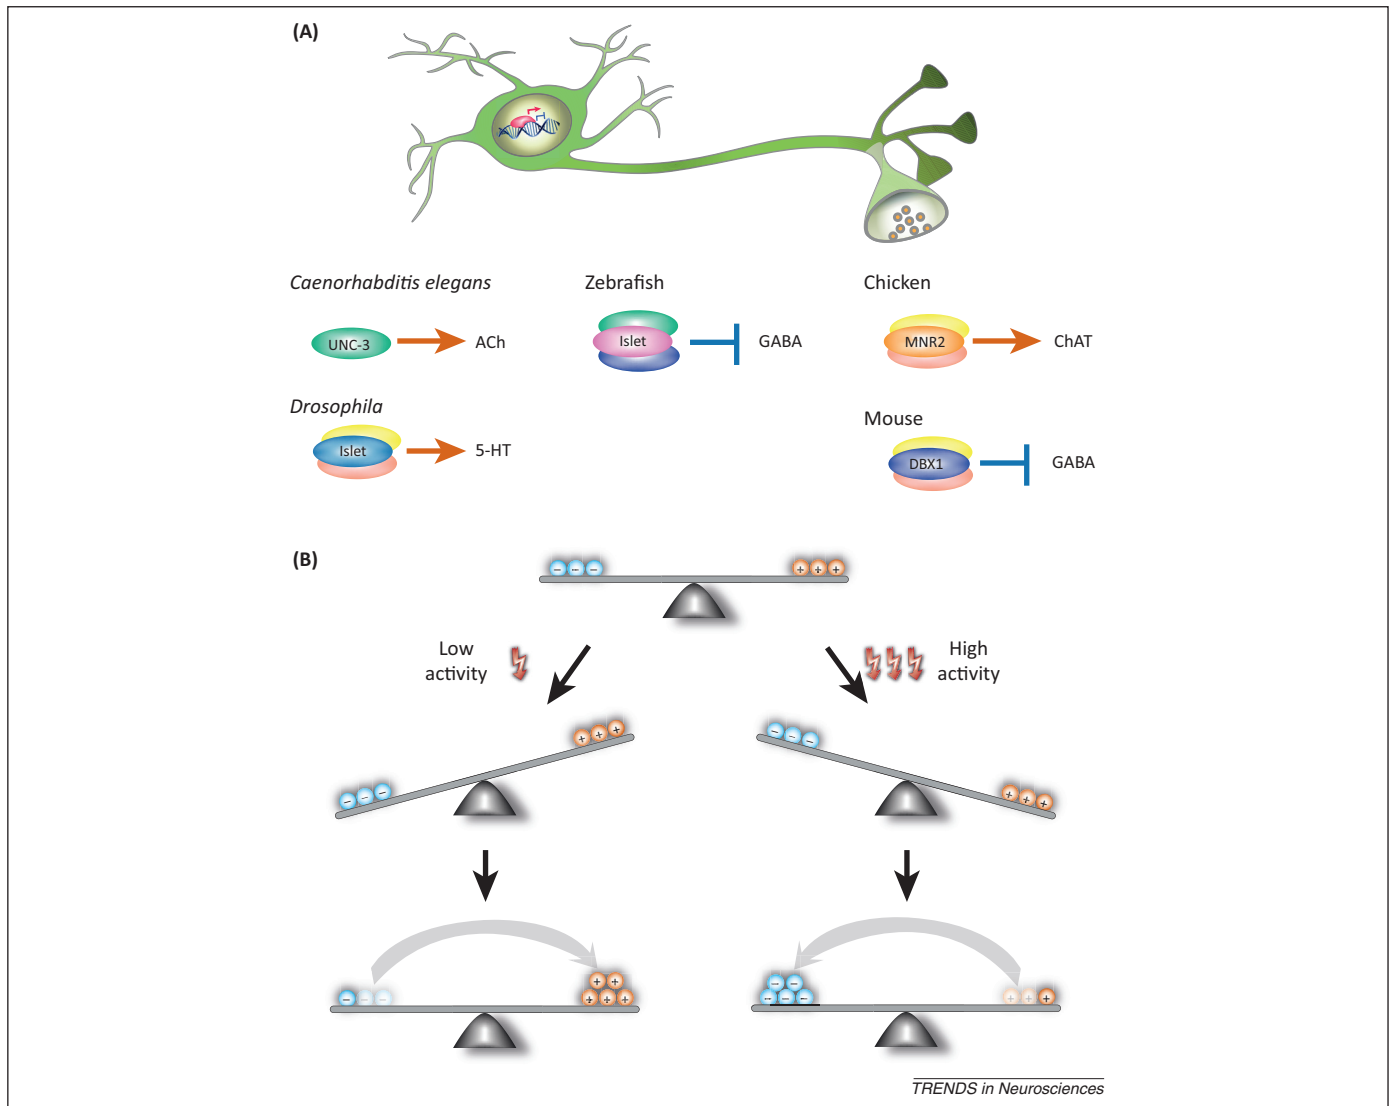 (A)
Caenorhabditis elegans
Zebrafish
Chicken
UNC-3
ACh
Islet
GABA
MNR2
ChAT
Drosophila
Mouse
Islet
5-HT
DBX1
GABA
(B)
− − −
+ + +
Low
activity
High
activity
+ + +
− − −
− − −
+ + +
+ +
− −
− − −
+ + +
− − −
+ + +
TRENDS in Neurosciences